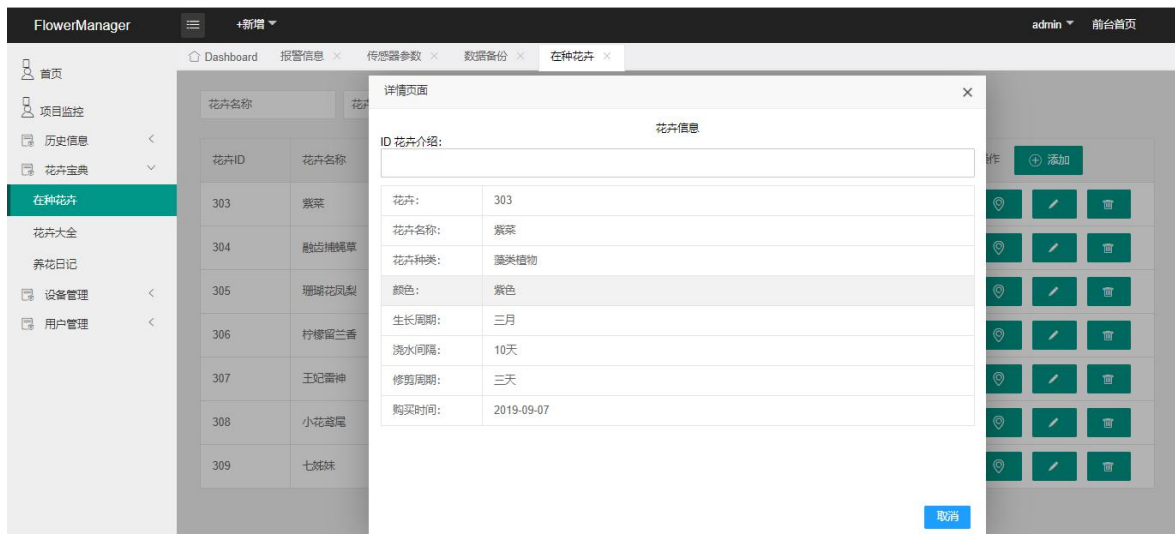 FlowerManager +新增 admin 前台首页
Dashboard 报警信息 传感器参数 数据备份 在种花卉
首页
项目监控
历史信息
花卉宝典
在种花卉
花卉大全
养花日记
设备管理
用户管理
花卉名称
花卉ID 花卉名称 添加
303 紫菜
304 融齿捕蝇草
305 珊瑚花凤梨
306 柠檬留兰香
307 王妃雷神
308 小花鸢尾
309 七姊妹
详情页面
花卉信息
ID 花卉介绍:
花卉: 303
花卉名称: 紫菜
花卉种类: 藻类植物
颜色: 紫色
生长周期: 三月
浇水间隔: 10天
修剪周期: 三天
购买时间: 2019-09-07
取消